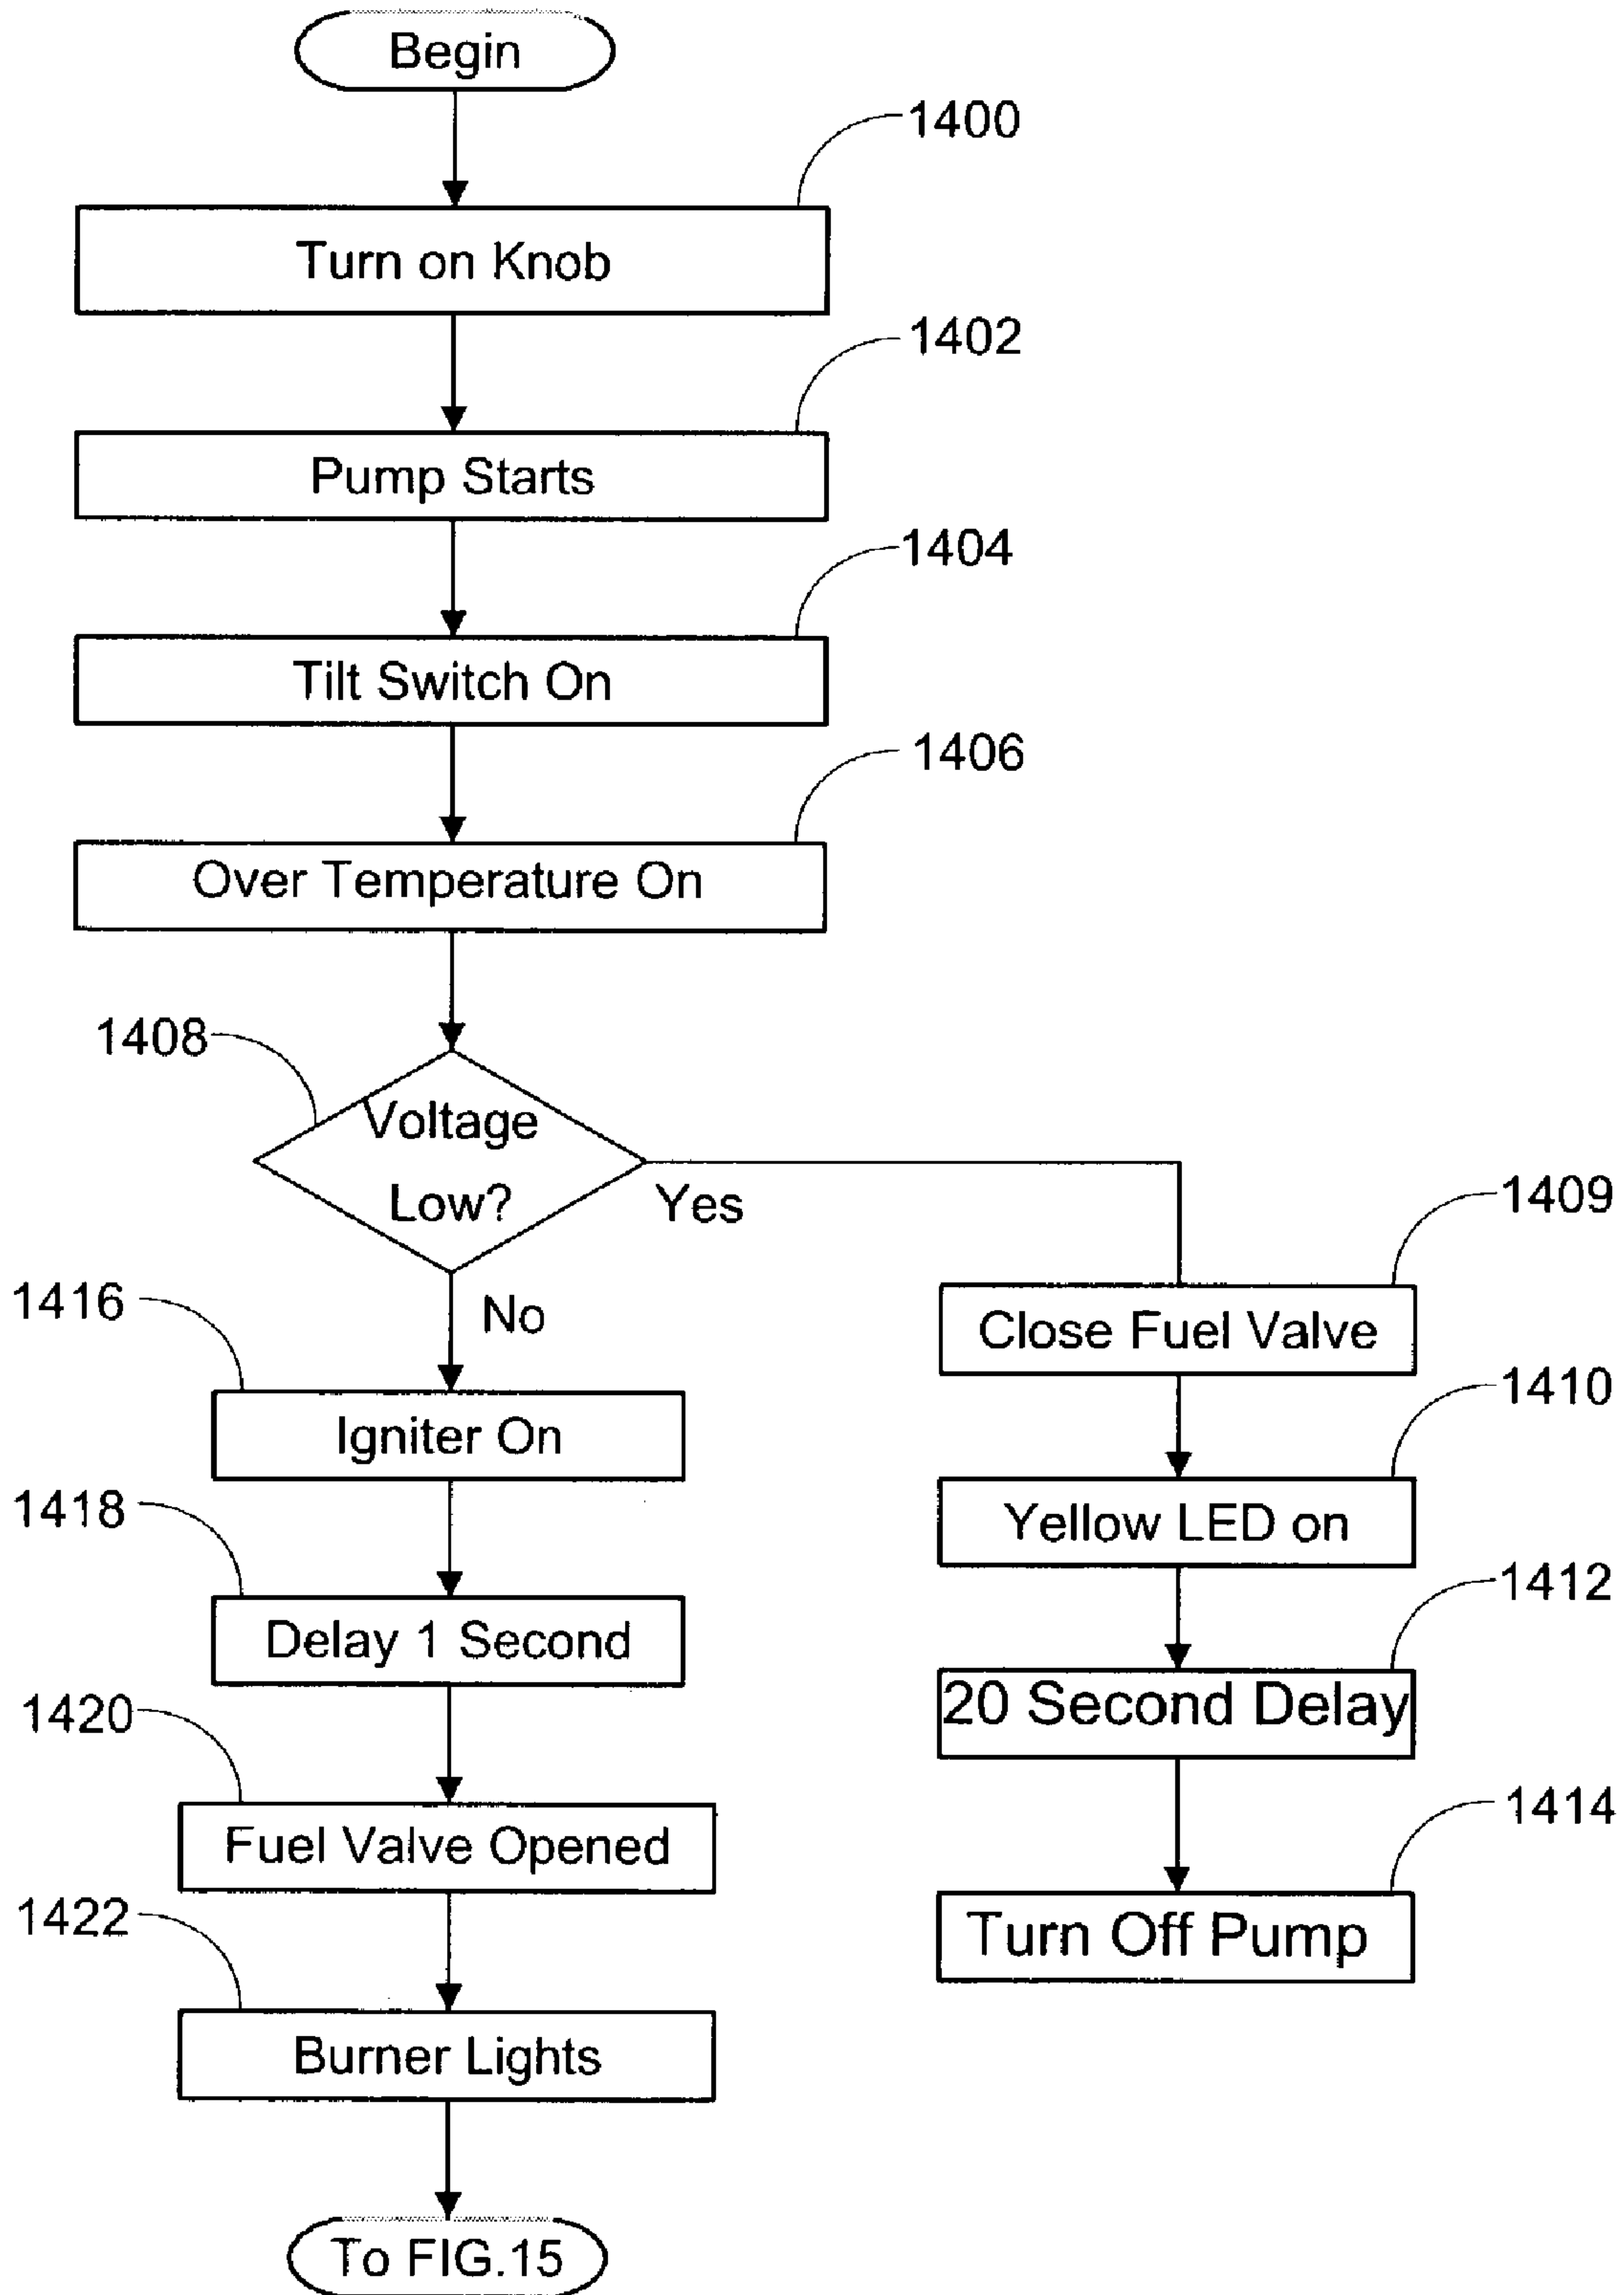 Begin
1400
Turn on Knob
1402
Pump Starts
1404
Tilt Switch On
1406
Over Temperature On
1408
Voltage
Low?
Yes
No
1409
Close Fuel Valve
1410
Yellow LED on
1412
20 Second Delay
1414
Turn Off Pump
1416
Igniter On
1418
Delay 1 Second
1420
Fuel Valve Opened
1422
Burner Lights
To FIG.15